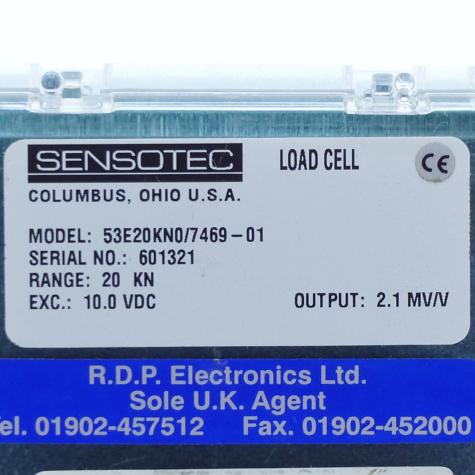 SENSOTEC LOAD CELL CE
COLUMBUS, OHIO U.S.A.
MODEL: 53E20KN0/7469-01
SERIAL NO.: 601321
RANGE: 20 KN
EXC.: 10.0 VDC OUTPUT: 2.1 MV/V
R.D.P. Electronics Ltd.
Sole U.K. Agent
Tel. 01902-457512 Fax. 01902-452000